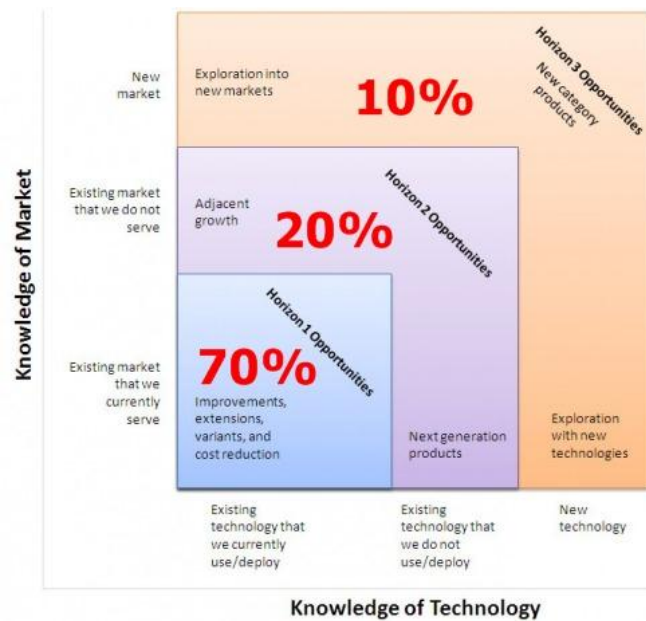 Knowledge of Market
New
market
Existing market
that we do not
serve
Existing market
that we
currently
serve
Exploration into
new markets
10%
Horizon 3 Opportunities
New category
products
Adjacent
growth
20%
Horizon 2 Opportunities
Horizon 1 Opportunities
70%
Improvements,
extensions,
variants, and
cost reduction
Next generation
products
Exploration
with new
technologies
Existing
technology that
we currently
use/deploy
Existing
technology that
we do not
use/deploy
New
technology
Knowledge of Technology